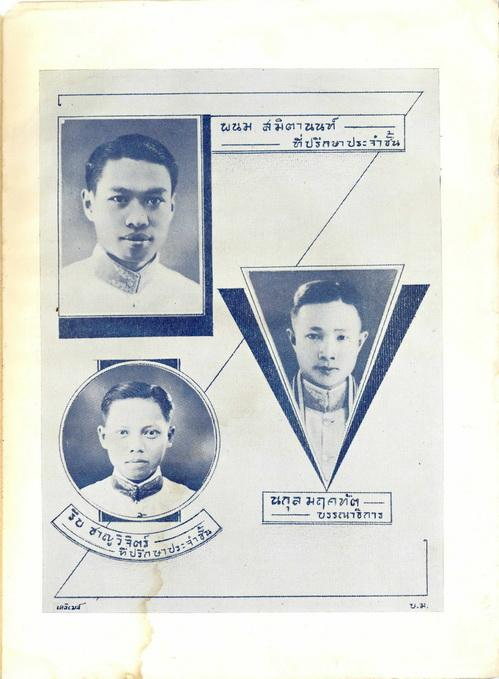 พนม สมิตานนท์
ที่ปรึกษาประจำชั้น
นกุล มฤคทัต
บรรณาธิการ
ริบ ชาญวิจิตร์
ที่ปรึกษาประจำชั้น
บ.ม.